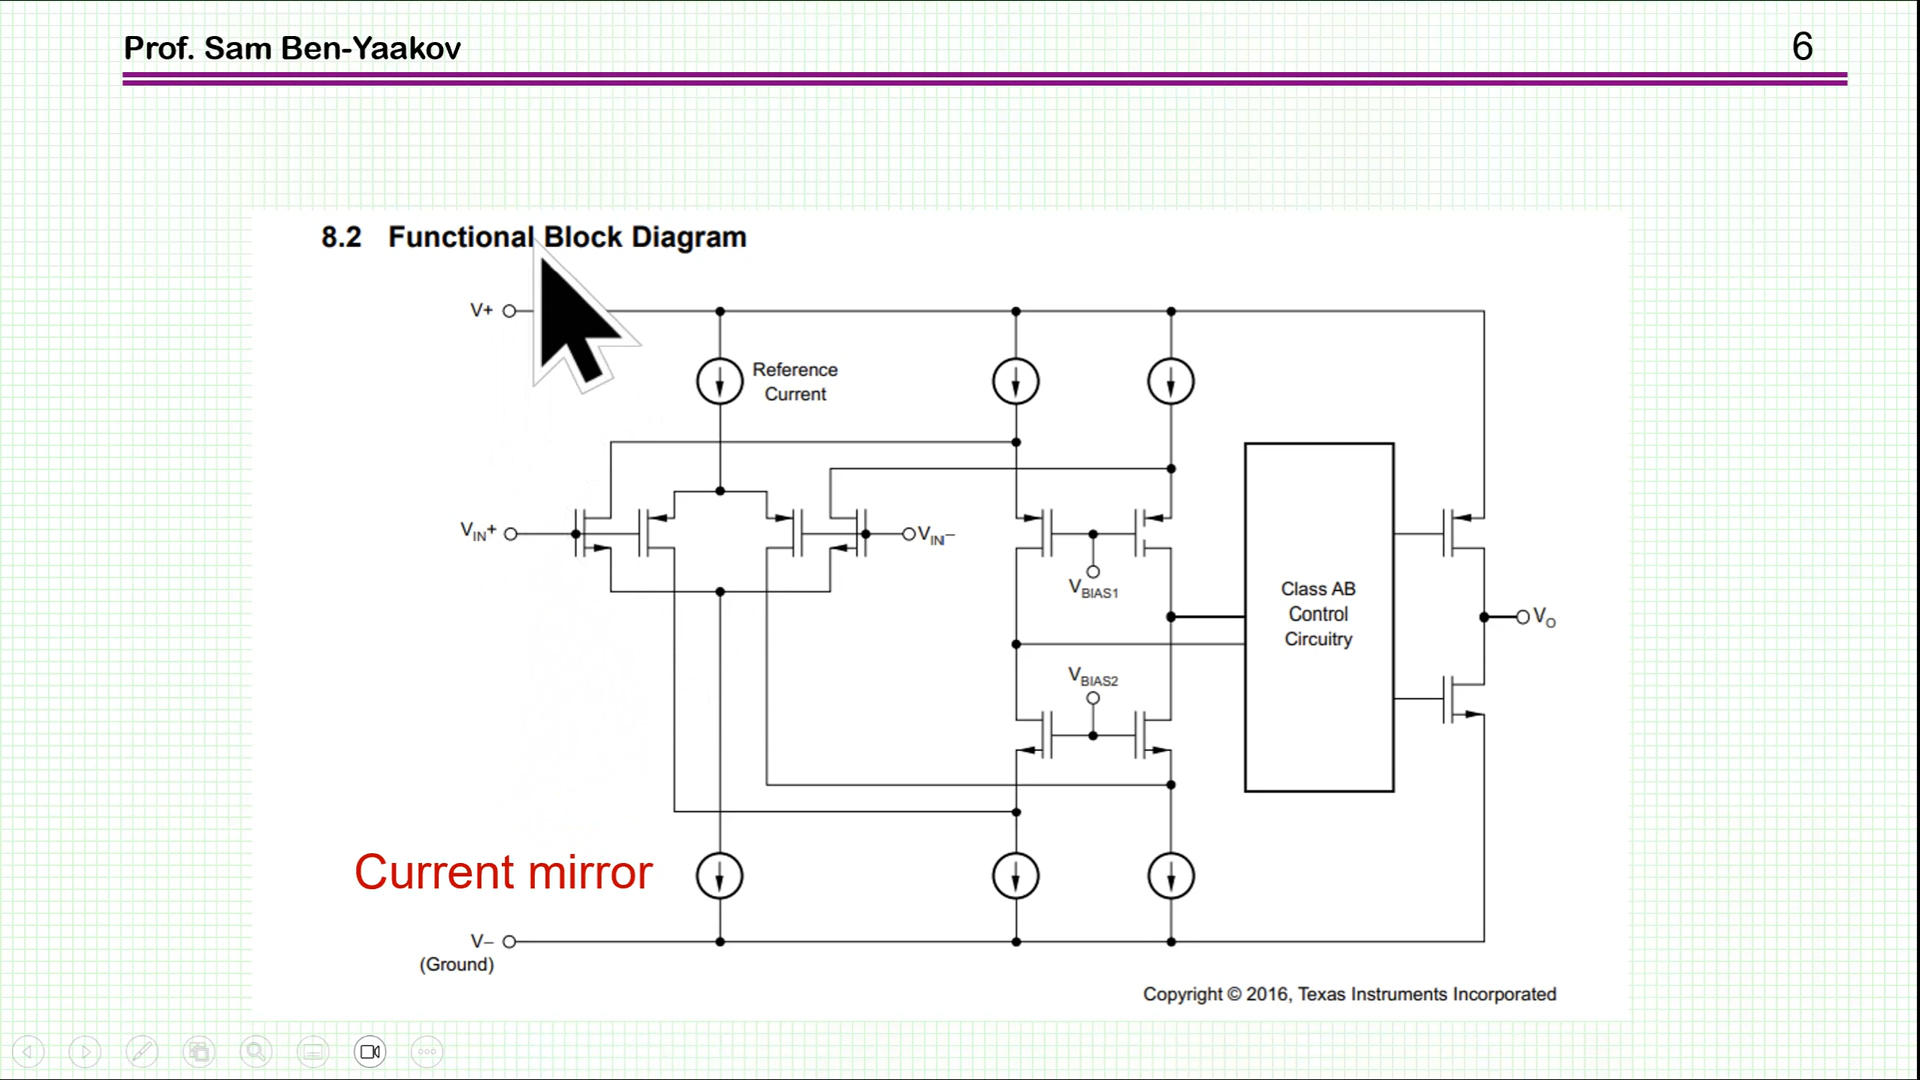 Prof. Sam Ben-Yaakov
6
8.2 Functional Block Diagram
V+
Reference
Current
VIN+
VIN−
VBIAS1
Class AB
Control
Circuitry
VO
VBIAS2
Current mirror
V−
(Ground)
Copyright © 2016, Texas Instruments Incorporated